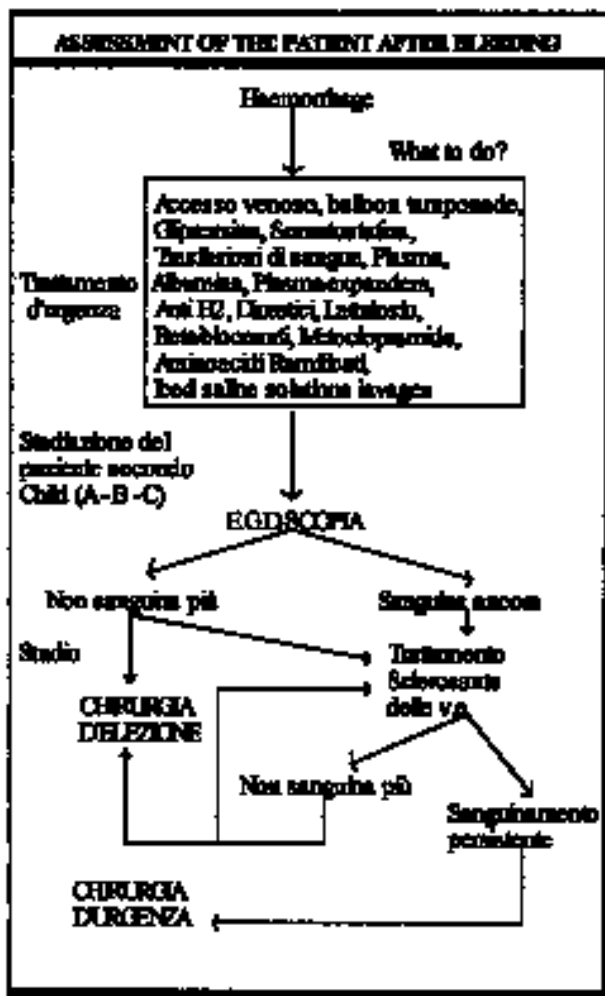 ASSESSMENT OF THE PATIENT AFTER BLEEDING
Haemorrhage
What to do?
Accesso venoso, balloon tamponade,
Glipressina, Somatostatina,
Trasfusioni di sangue, Plasma,
Albumina, Plasmaexpanders,
Anti H2, Diuretici, Lattulosio,
Betabloccanti, Metoclopramide,
Aminoacidi Ramificati,
Iced saline solutions lavages
Trattamento
d'urgenza
Stadiazione del
paziente secondo
Child (A-B-C)
E.G.D.SCOPIA
Non sanguina più
Sanguina ancora
Studio
Trattamento
Sclerosante
delle v.e.
CHIRURGIA
D'ELEZIONE
Non sanguina più
Sanguinamento
persistente
CHIRURGIA
D'URGENZA